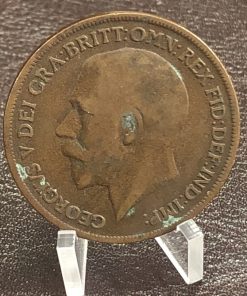 GEORGIVS V DEI GRA:BRITT:OMN:REX FID:DEF:IND:IMP: